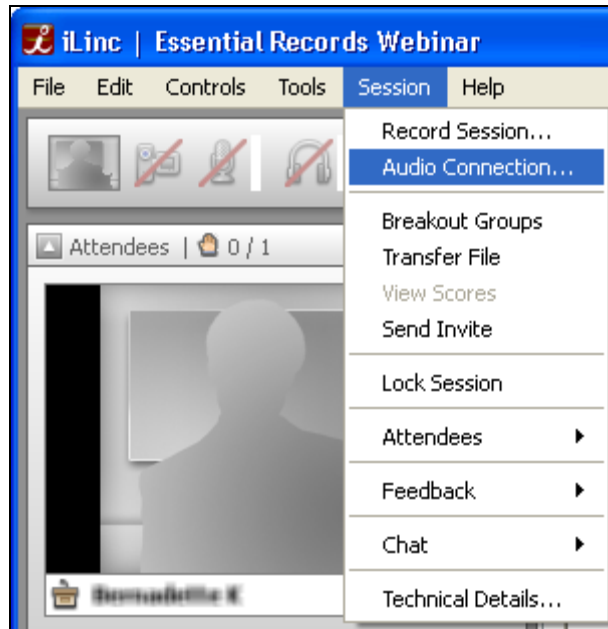 iLinc | Essential Records Webinar
File Edit Controls Tools Session Help
Record Session...
Audio Connection...
Attendees | 0 / 1
Breakout Groups
Transfer File
View Scores
Send Invite
Lock Session
Attendees
Feedback
Chat
Technical Details...